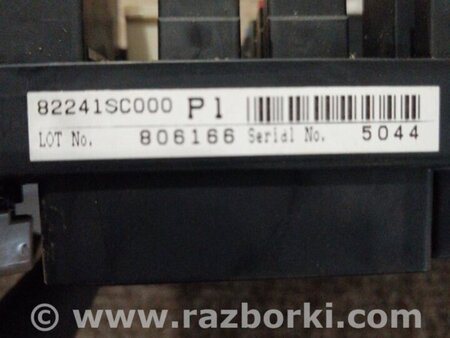 82241SC000 P1
LOT No. 806166 Serial No. 5044
© - www.razborki.com